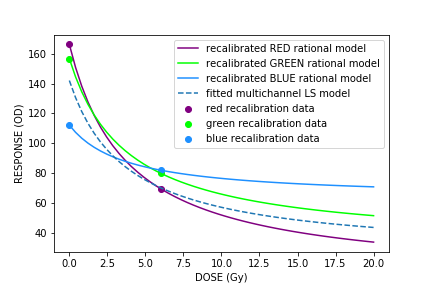 recalibrated RED rational model
recalibrated GREEN rational model
recalibrated BLUE rational model
fitted multichannel LS model
red recalibration data
green recalibration data
blue recalibration data
RESPONSE (OD)
160
140
120
100
80
60
40
0.0 2.5 5.0 7.5 10.0 12.5 15.0 17.5 20.0
DOSE (Gy)